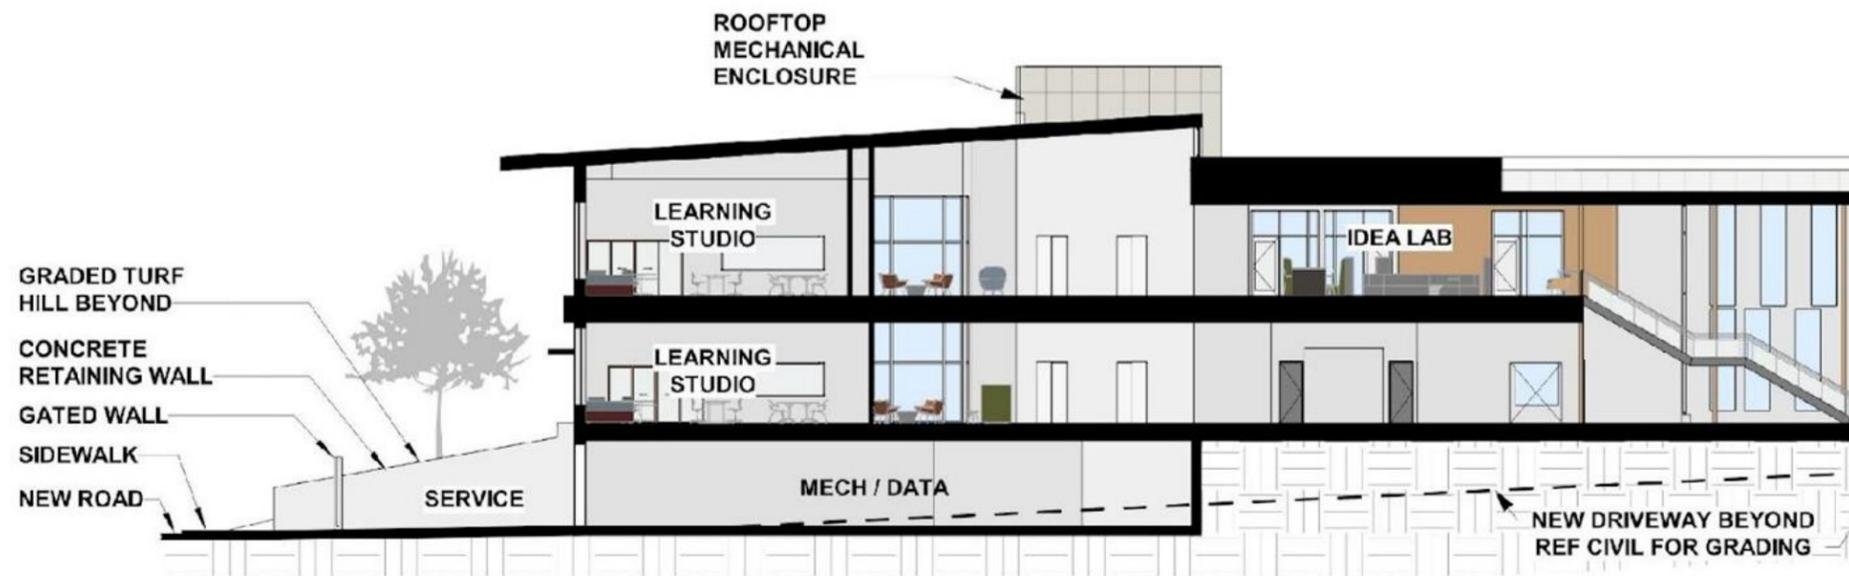 ROOFTOP
MECHANICAL
ENCLOSURE
LEARNING
STUDIO
IDEA LAB
GRADED TURF
HILL BEYOND
CONCRETE
RETAINING WALL
GATED WALL
SIDEWALK
NEW ROAD
LEARNING
STUDIO
SERVICE
MECH / DATA
NEW DRIVEWAY BEYOND
REF CIVIL FOR GRADING